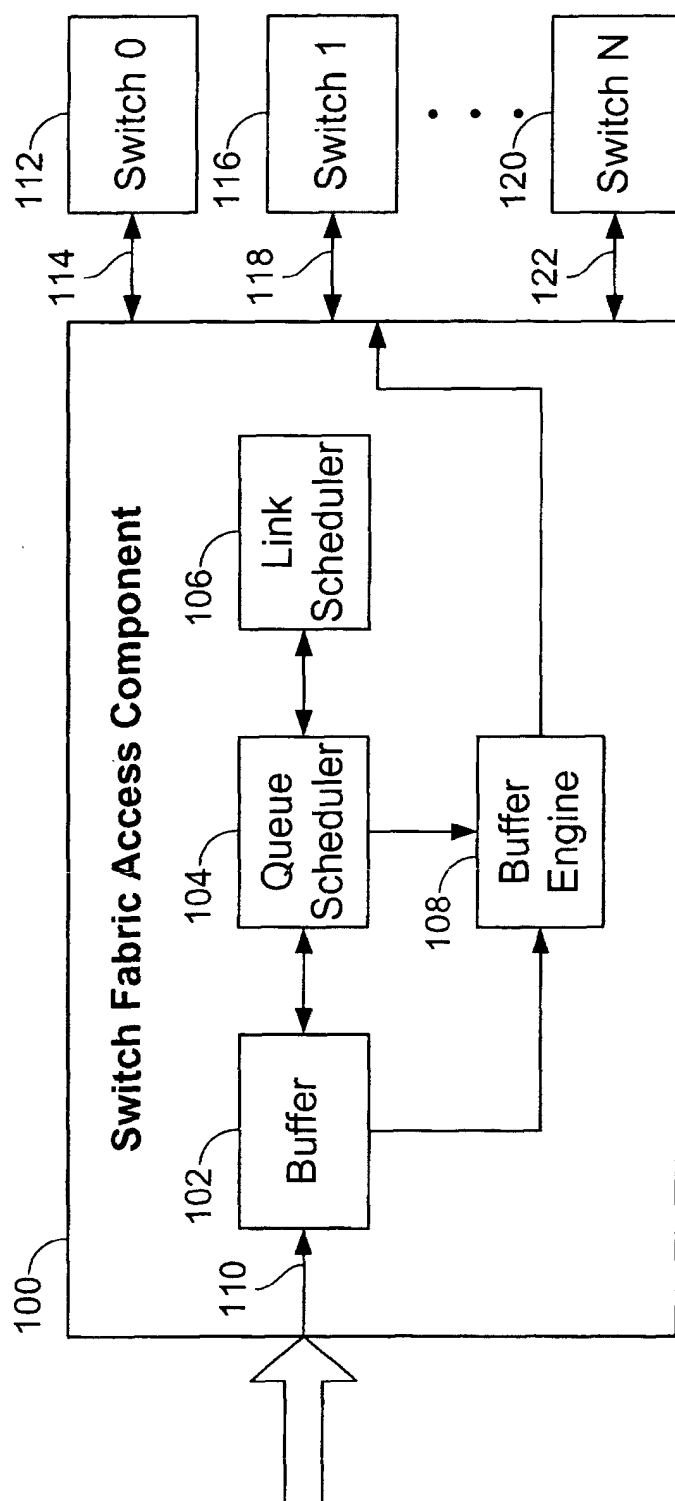 100
Switch Fabric Access Component
110
102
Buffer
104
Queue
Scheduler
106
Link
Scheduler
108
Buffer
Engine
112
Switch 0
114
116
Switch 1
118
120
Switch N
122